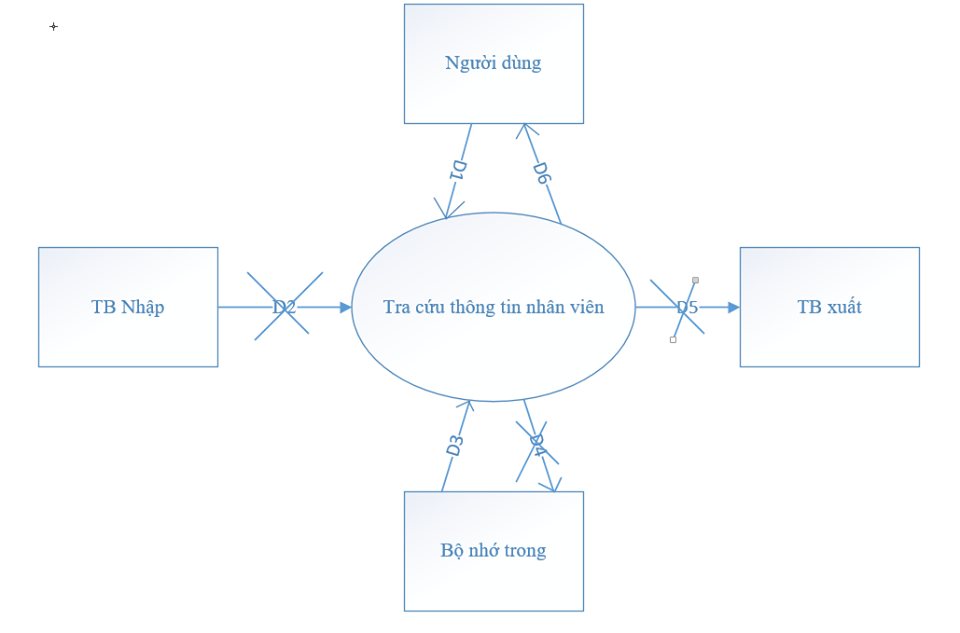 Người dùng
D1
D6
TB Nhập
D2
Tra cứu thông tin nhân viên
D5
TB xuất
D3
D4
Bộ nhớ trong